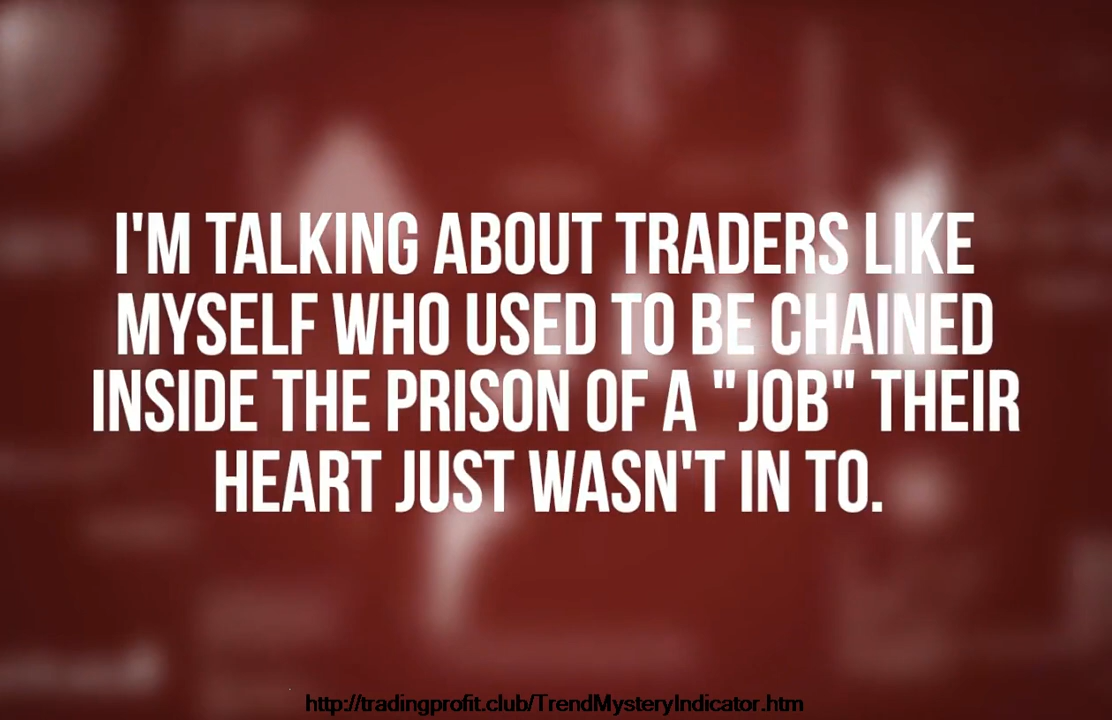 I'M TALKING ABOUT TRADERS LIKE
MYSELF WHO USED TO BE CHAINED
INSIDE THE PRISON OF A "JOB" THEIR
HEART JUST WASN'T IN TO.
http://tradingprofit.club/TrendMysteryIndicator.htm